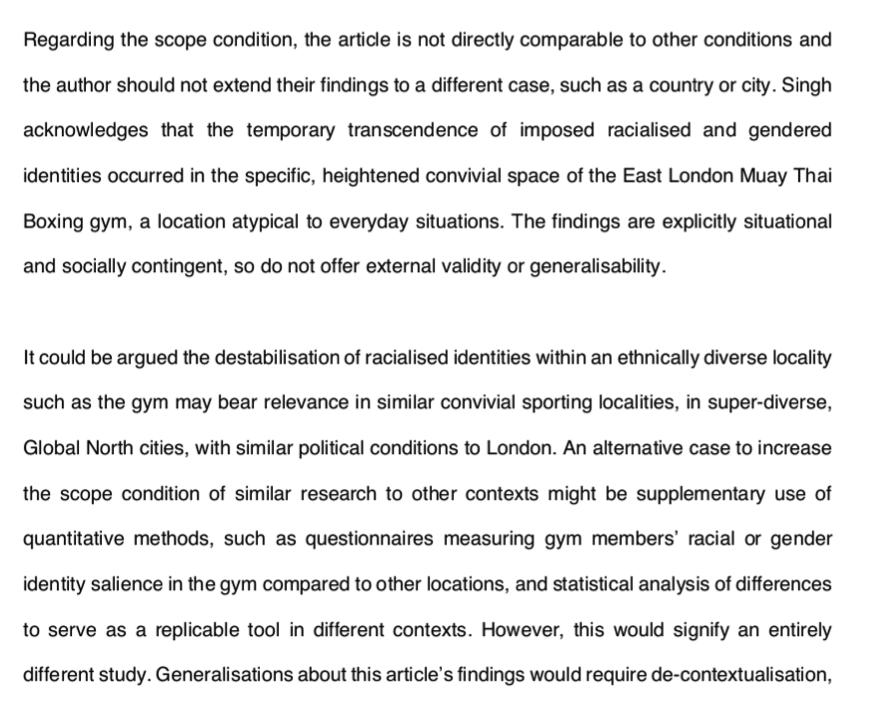 Regarding the scope condition, the article is not directly comparable to other conditions and
the author should not extend their findings to a different case, such as a country or city. Singh
acknowledges that the temporary transcendence of imposed racialised and gendered
identities occurred in the specific, heightened convivial space of the East London Muay Thai
Boxing gym, a location atypical to everyday situations. The findings are explicitly situational
and socially contingent, so do not offer external validity or generalisability.
It could be argued the destabilisation of racialised identities within an ethnically diverse locality
such as the gym may bear relevance in similar convivial sporting localities, in super-diverse,
Global North cities, with similar political conditions to London. An alternative case to increase
the scope condition of similar research to other contexts might be supplementary use of
quantitative methods, such as questionnaires measuring gym members’ racial or gender
identity salience in the gym compared to other locations, and statistical analysis of differences
to serve as a replicable tool in different contexts. However, this would signify an entirely
different study. Generalisations about this article’s findings would require de-contextualisation,